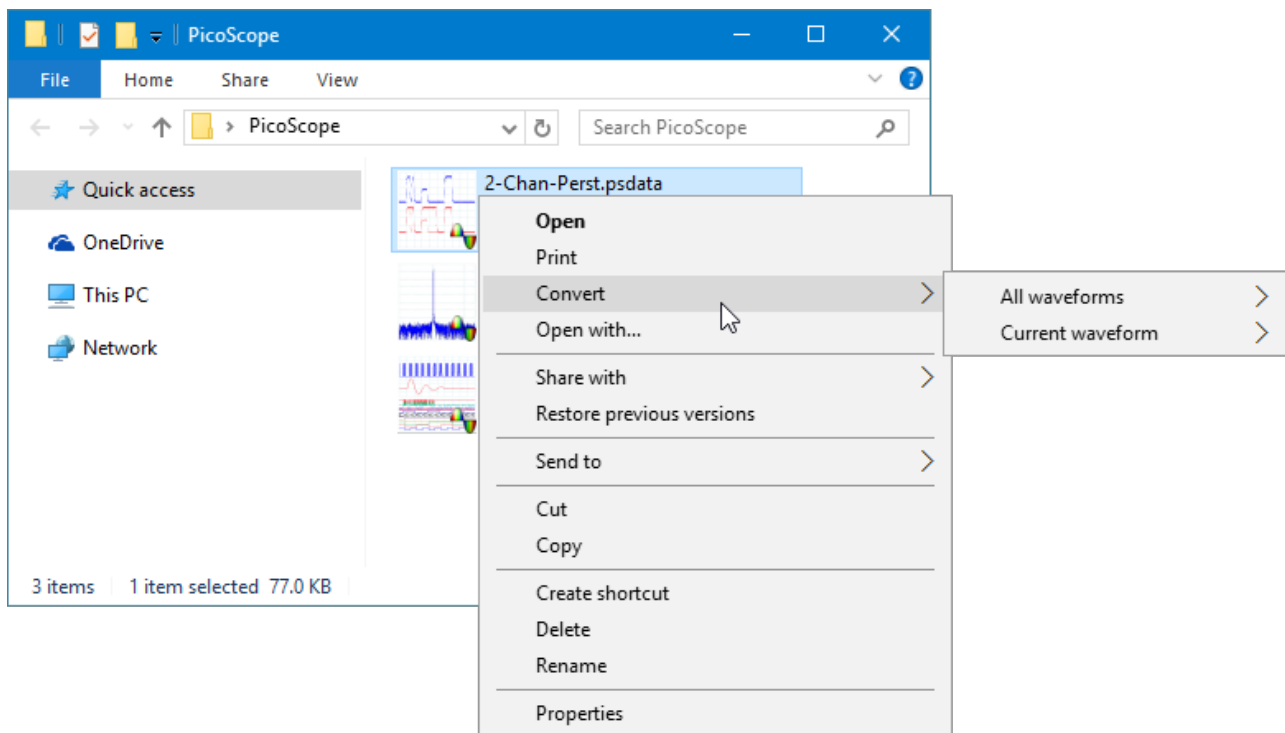 PicoScope
File Home Share View
PicoScope
Search PicoScope
Quick access
OneDrive
This PC
Network
2-Chan-Perst.psdata
Open
Print
Convert
Open with...
Share with
Restore previous versions
Send to
Cut
Copy
Create shortcut
Delete
Rename
Properties
All waveforms
Current waveform
3 items 1 item selected 77.0 KB